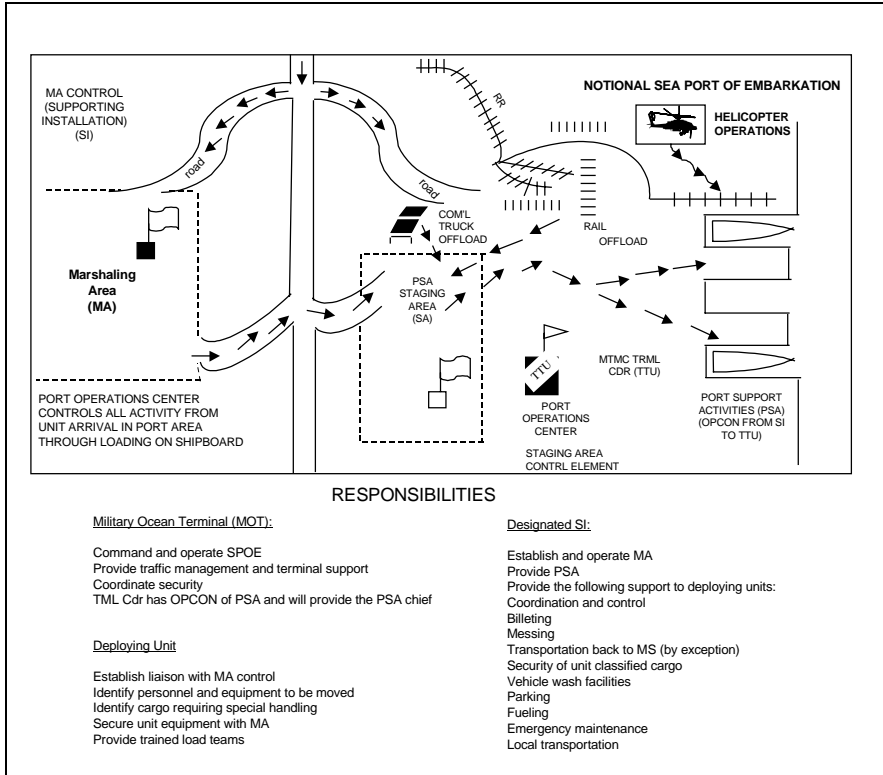 MA CONTROL
(SUPPORTING
INSTALLATION)
(SI)
road
road
RR
NOTIONAL SEA PORT OF EMBARKATION
HELICOPTER
OPERATIONS
COM'L
TRUCK
OFFLOAD
RAIL
OFFLOAD
Marshaling
Area
(MA)
PSA
STAGING
AREA
(SA)
TTU
PORT
OPERATIONS
CENTER
STAGING AREA
CONTRL ELEMENT
MTMC TRML
CDR (TTU)
PORT SUPPORT
ACTIVITIES (PSA)
(OPCON FROM SI
TO TTU)
PORT OPERATIONS CENTER
CONTROLS ALL ACTIVITY FROM
UNIT ARRIVAL IN PORT AREA
THROUGH LOADING ON SHIPBOARD
RESPONSIBILITIES
Military Ocean Terminal (MOT):
Command and operate SPOE
Provide traffic management and terminal support
Coordinate security
TML Cdr has OPCON of PSA and will provide the PSA chief
Deploying Unit
Establish liaison with MA control
Identify personnel and equipment to be moved
Identify cargo requiring special handling
Secure unit equipment with MA
Provide trained load teams
Designated SI:
Establish and operate MA
Provide PSA
Provide the following support to deploying units:
Coordination and control
Billeting
Messing
Transportation back to MS (by exception)
Security of unit classified cargo
Vehicle wash facilities
Parking
Fueling
Emergency maintenance
Local transportation